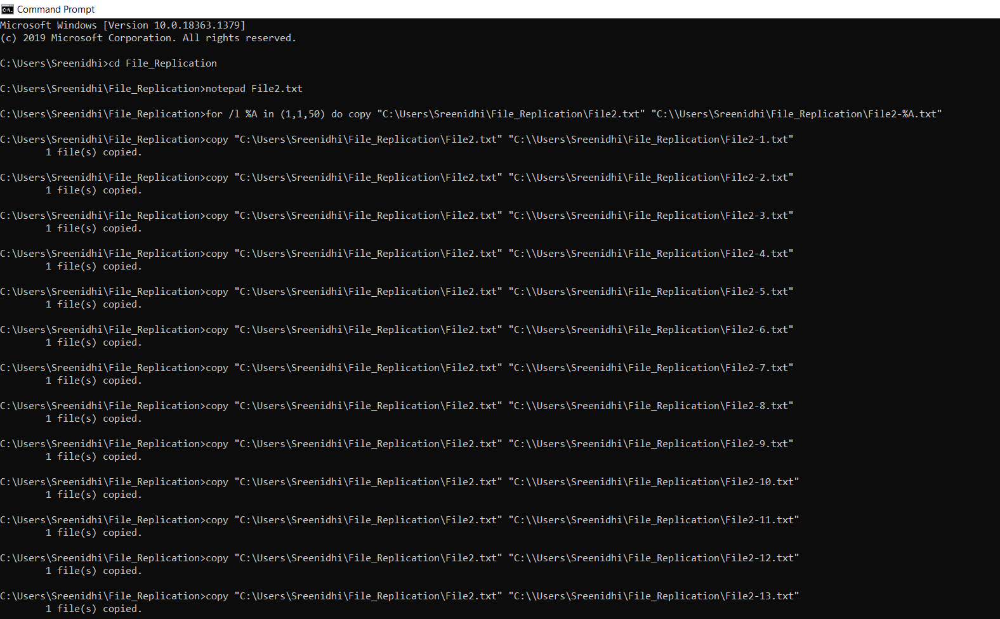 Command Prompt
Microsoft Windows [Version 10.0.18363.1379]
(c) 2019 Microsoft Corporation. All rights reserved.
C:\Users\Sreenidhi>cd File_Replication
C:\Users\Sreenidhi\File_Replication>notepad File2.txt
C:\Users\Sreenidhi\File_Replication>for /l %A in (1,1,50) do copy "C:\Users\Sreenidhi\File_Replication\File2.txt" "C:\\Users\Sreenidhi\File_Replication\File2-%A.txt"
C:\Users\Sreenidhi\File_Replication>copy "C:\Users\Sreenidhi\File_Replication\File2.txt" "C:\\Users\Sreenidhi\File_Replication\File2-1.txt"
1 file(s) copied.
C:\Users\Sreenidhi\File_Replication>copy "C:\Users\Sreenidhi\File_Replication\File2.txt" "C:\\Users\Sreenidhi\File_Replication\File2-2.txt"
1 file(s) copied.
C:\Users\Sreenidhi\File_Replication>copy "C:\Users\Sreenidhi\File_Replication\File2.txt" "C:\\Users\Sreenidhi\File_Replication\File2-3.txt"
1 file(s) copied.
C:\Users\Sreenidhi\File_Replication>copy "C:\Users\Sreenidhi\File_Replication\File2.txt" "C:\\Users\Sreenidhi\File_Replication\File2-4.txt"
1 file(s) copied.
C:\Users\Sreenidhi\File_Replication>copy "C:\Users\Sreenidhi\File_Replication\File2.txt" "C:\\Users\Sreenidhi\File_Replication\File2-5.txt"
1 file(s) copied.
C:\Users\Sreenidhi\File_Replication>copy "C:\Users\Sreenidhi\File_Replication\File2.txt" "C:\\Users\Sreenidhi\File_Replication\File2-6.txt"
1 file(s) copied.
C:\Users\Sreenidhi\File_Replication>copy "C:\Users\Sreenidhi\File_Replication\File2.txt" "C:\\Users\Sreenidhi\File_Replication\File2-7.txt"
1 file(s) copied.
C:\Users\Sreenidhi\File_Replication>copy "C:\Users\Sreenidhi\File_Replication\File2.txt" "C:\\Users\Sreenidhi\File_Replication\File2-8.txt"
1 file(s) copied.
C:\Users\Sreenidhi\File_Replication>copy "C:\Users\Sreenidhi\File_Replication\File2.txt" "C:\\Users\Sreenidhi\File_Replication\File2-9.txt"
1 file(s) copied.
C:\Users\Sreenidhi\File_Replication>copy "C:\Users\Sreenidhi\File_Replication\File2.txt" "C:\\Users\Sreenidhi\File_Replication\File2-10.txt"
1 file(s) copied.
C:\Users\Sreenidhi\File_Replication>copy "C:\Users\Sreenidhi\File_Replication\File2.txt" "C:\\Users\Sreenidhi\File_Replication\File2-11.txt"
1 file(s) copied.
C:\Users\Sreenidhi\File_Replication>copy "C:\Users\Sreenidhi\File_Replication\File2.txt" "C:\\Users\Sreenidhi\File_Replication\File2-12.txt"
1 file(s) copied.
C:\Users\Sreenidhi\File_Replication>copy "C:\Users\Sreenidhi\File_Replication\File2.txt" "C:\\Users\Sreenidhi\File_Replication\File2-13.txt"
1 file(s) copied.